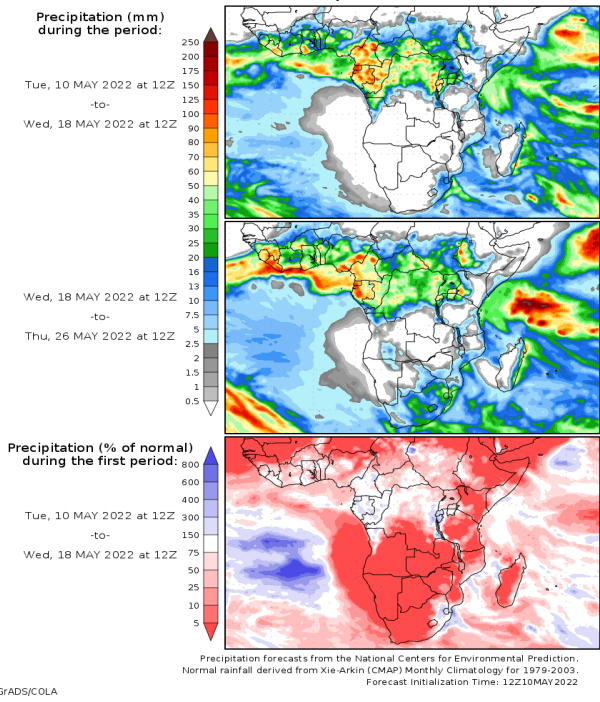 Precipitation (mm)
during the period:
Tue, 10 MAY 2022 at 12Z
-to-
Wed, 18 MAY 2022 at 12Z
250
200
175
150
125
100
90
80
70
60
50
40
35
30
25
20
16
13
10
7.5
5
2.5
2
1.5
1
0.5
Wed, 18 MAY 2022 at 12Z
-to-
Thu, 26 MAY 2022 at 12Z
Precipitation (% of normal)
during the first period:
800
600
400
300
150
75
50
25
10
5
Tue, 10 MAY 2022 at 12Z
-to-
Wed, 18 MAY 2022 at 12Z
Precipitation forecasts from the National Centers for Environmental Prediction.
Normal rainfall derived from Xie-Arkin (CMAP) Monthly Climatology for 1979-2003.
Forecast Initialization Time: 12Z10MAY2022
GrADS/COLA